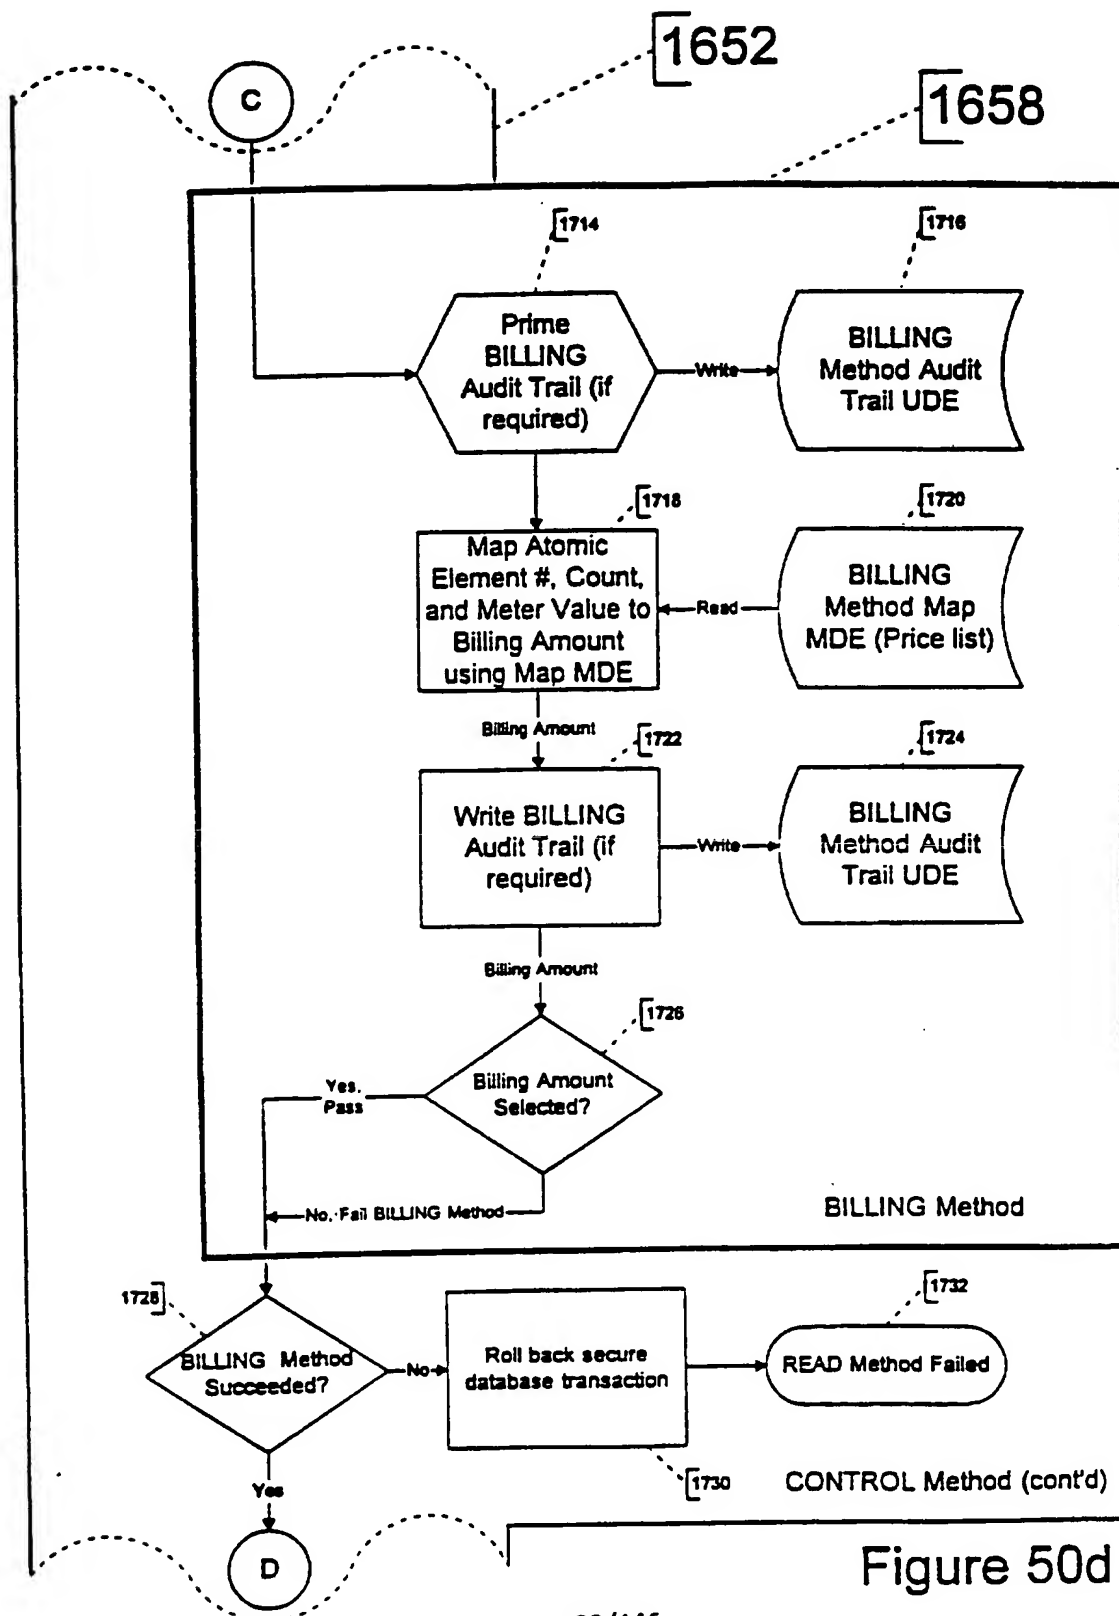 1652
C
1658
1714
1716
Prime
BILLING
Audit Trail (if
required)
Write
BILLING
Method Audit
Trail UDE
1718
1720
Map Atomic
Element #, Count,
and Meter Value to
Billing Amount
using Map MDE
Read
BILLING
Method Map
MDE (Price list)
Billing Amount
1722
1724
Write BILLING
Audit Trail (if
required)
Write
BILLING
Method Audit
Trail UDE
Billing Amount
1726
Billing Amount
Selected?
Yes,
Pass
No, Fail BILLING Method
BILLING Method
1728
1732
BILLING Method
Succeeded?
No
Roll back secure
database transaction
READ Method Failed
1730
CONTROL Method (cont'd)
Yes
D
Figure 50d